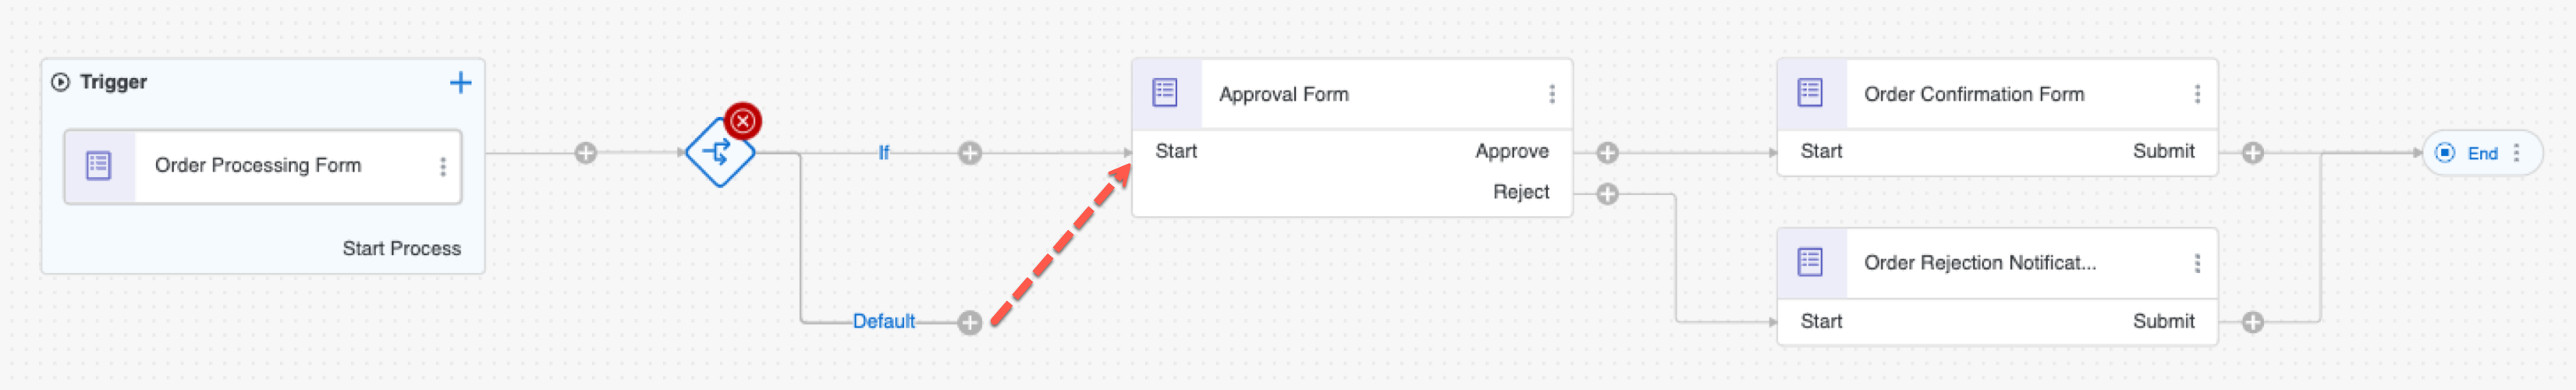 Trigger
Order Processing Form
Start Process
If
Default
Approval Form
Start
Approve
Reject
Order Confirmation Form
Start
Submit
Order Rejection Notificat...
Start
Submit
End